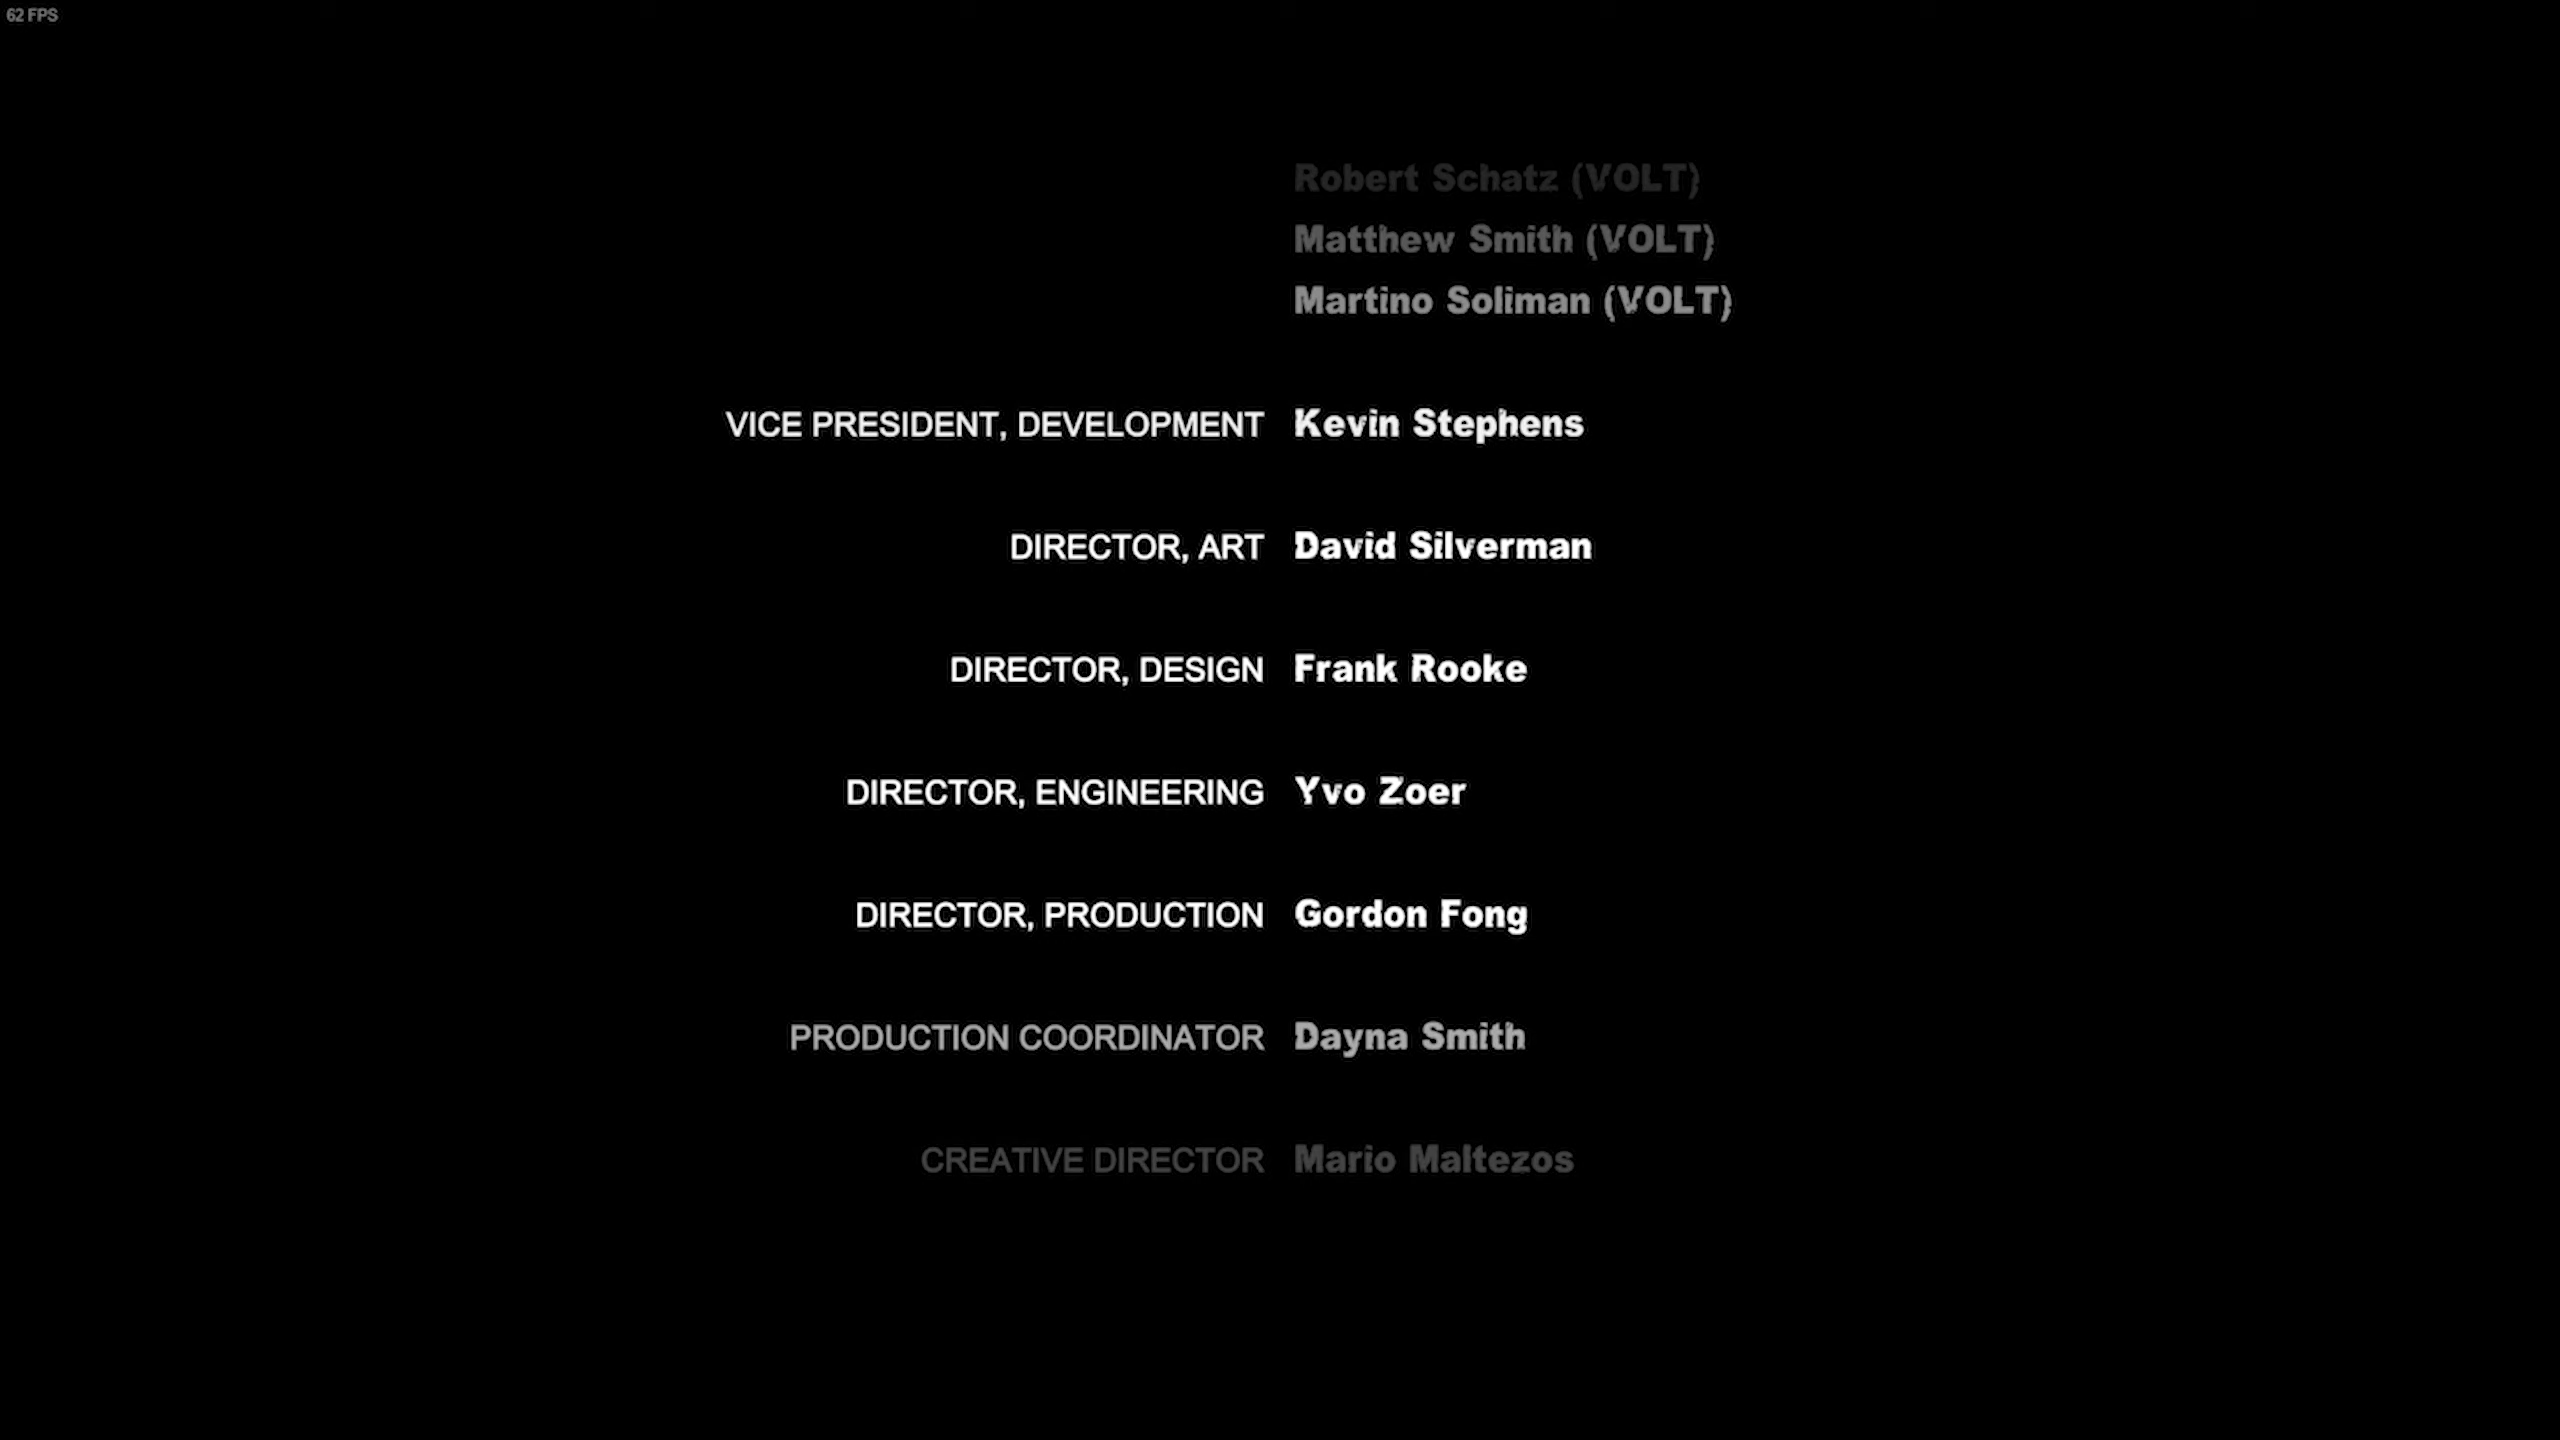 62 FPS
Robert Schatz (VOLT)
Matthew Smith (VOLT)
Martino Soliman (VOLT)
VICE PRESIDENT, DEVELOPMENT Kevin Stephens
DIRECTOR, ART David Silverman
DIRECTOR, DESIGN Frank Rooke
DIRECTOR, ENGINEERING Yvo Zoer
DIRECTOR, PRODUCTION Gordon Fong
PRODUCTION COORDINATOR Dayna Smith
CREATIVE DIRECTOR Mario Maltezos